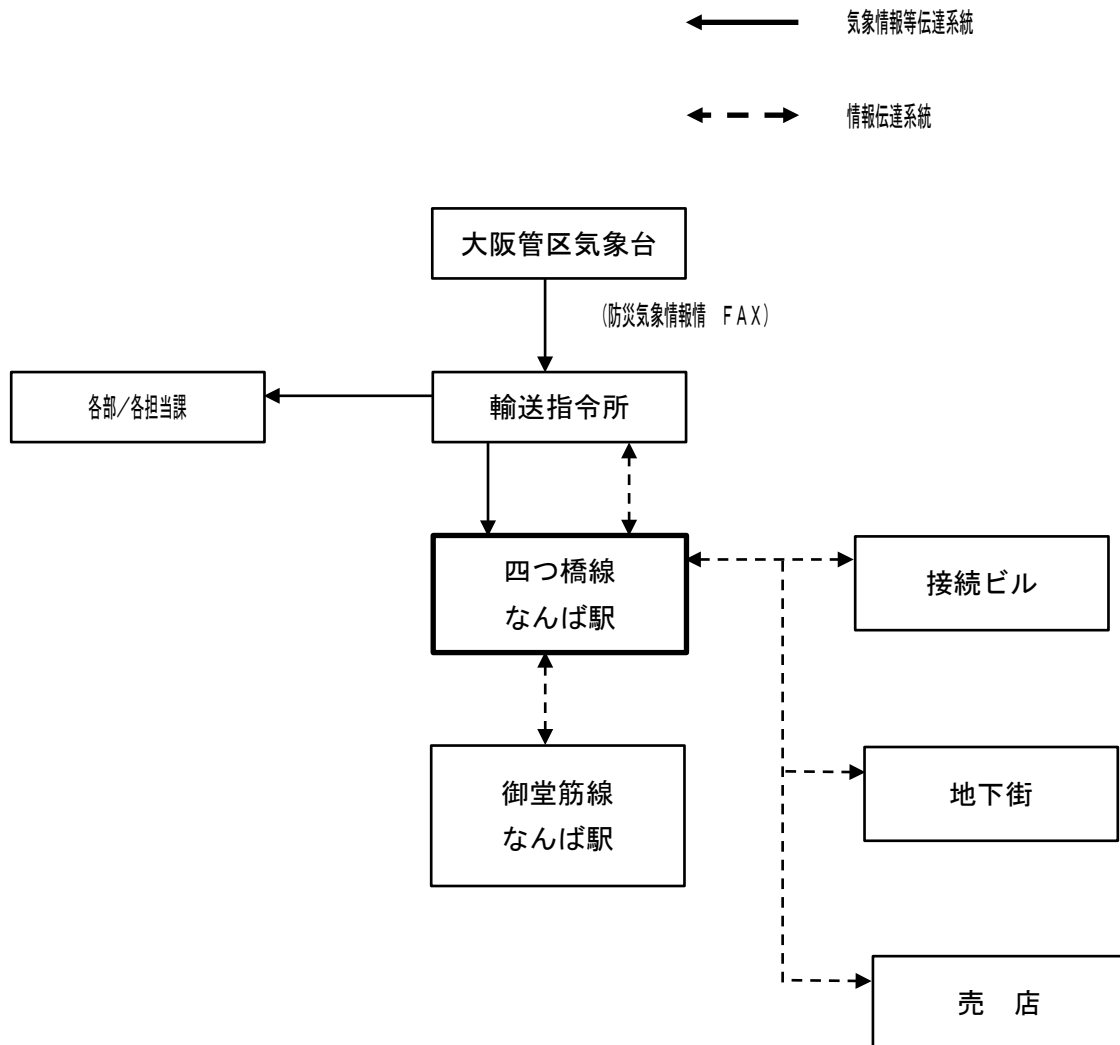 気象情報等伝達系統
情報伝達系統
大阪管区気象台
(防災気象情報情　ＦＡＸ)
各部／各担当課
輸送指令所
四つ橋線
なんば駅
接続ビル
御堂筋線
なんば駅
地下街
売　店